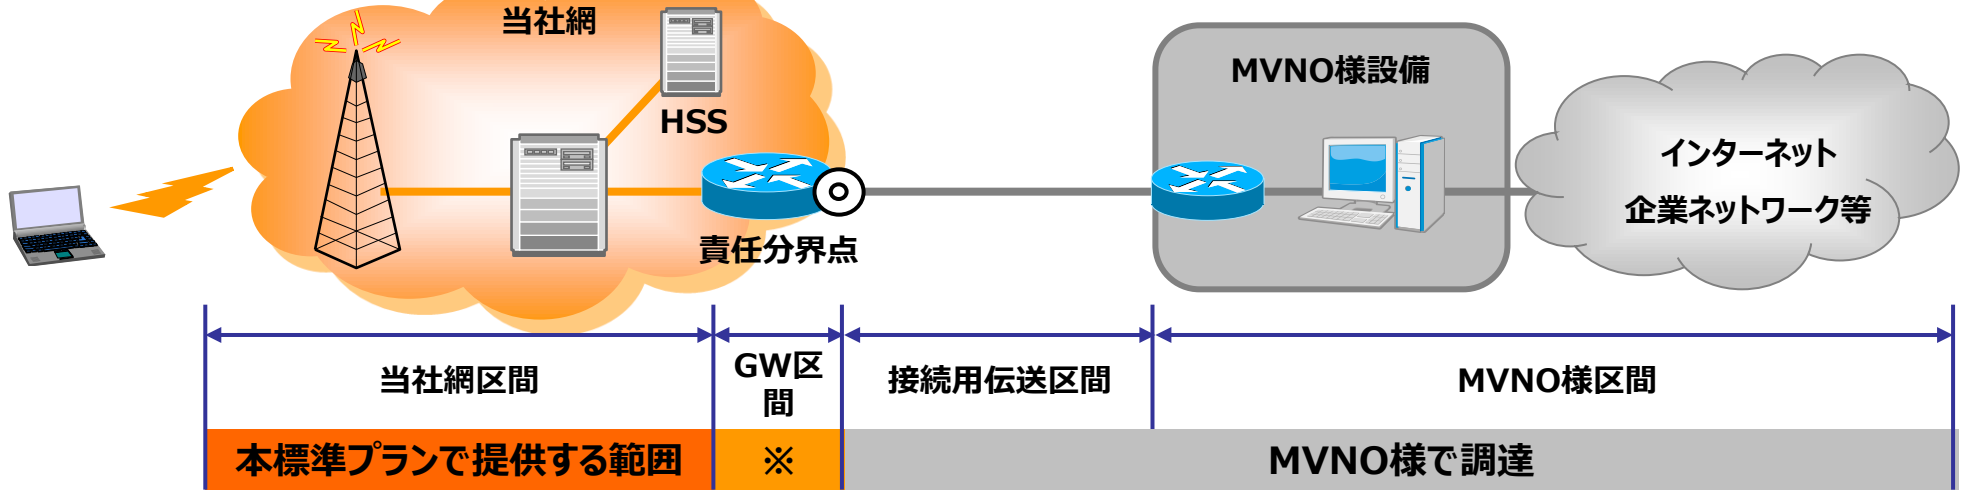 当社網
HSS
責任分界点
MVNO様設備
インターネット
企業ネットワーク等
当社網区間
GW区
間
接続用伝送区間
MVNO様区間
本標準プランで提供する範囲
※
MVNO様で調達